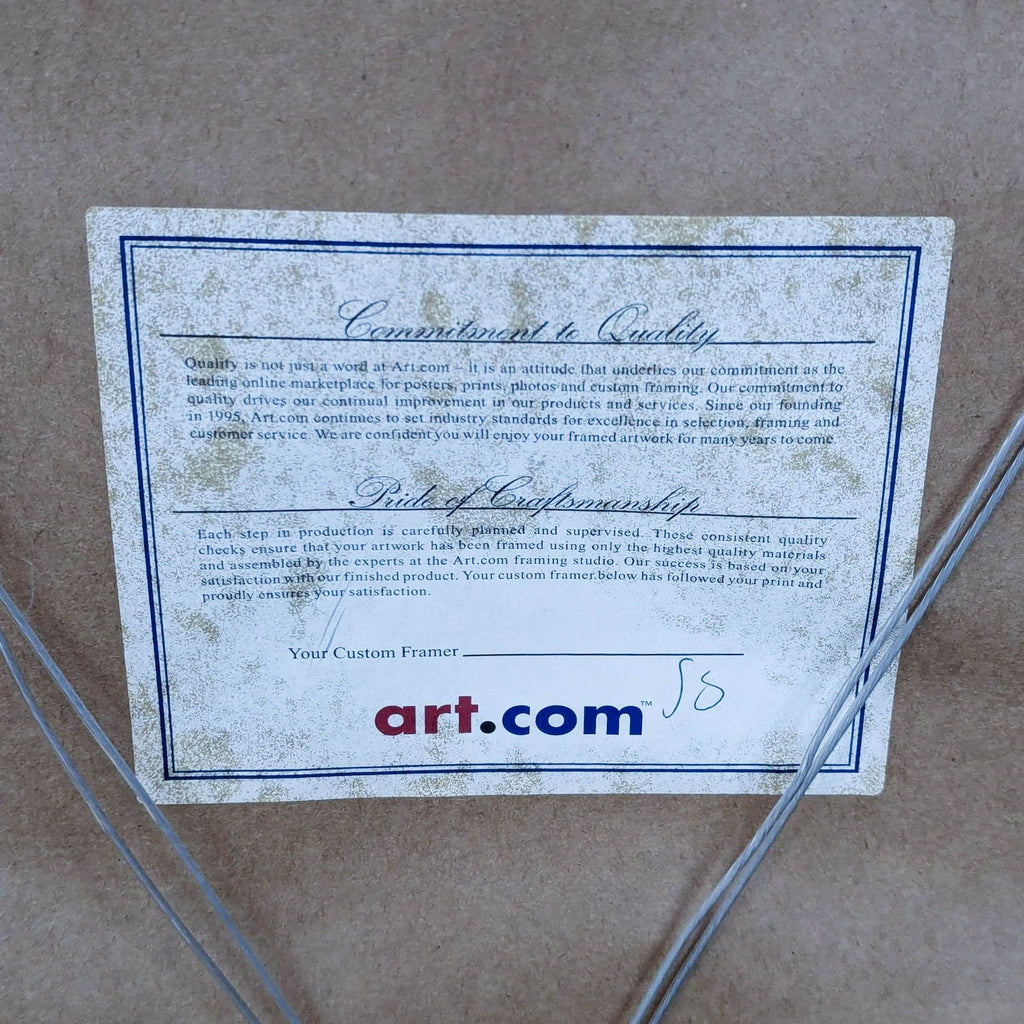 Commitment to Quality
Quality is not just a word at Art.com – it is an attitude that underlies our commitment as the
leading online marketplace for posters, prints, photos and custom framing. Our commitment to
quality drives our continual improvement in our products and services. Since our founding
in 1995, Art.com continues to set industry standards for excellence in selection, framing and
customer service. We are confident you will enjoy your framed artwork for many years to come.
Pride of Craftsmanship
Each step in production is carefully planned and supervised. These consistent quality
checks ensure that your artwork has been framed using only the highest quality materials
and assembled by the experts at the Art.com framing studio. Our success is based on your
satisfaction with our finished product. Your custom framer below has followed your print and
proudly ensures your satisfaction.
Your Custom Framer
art.com™